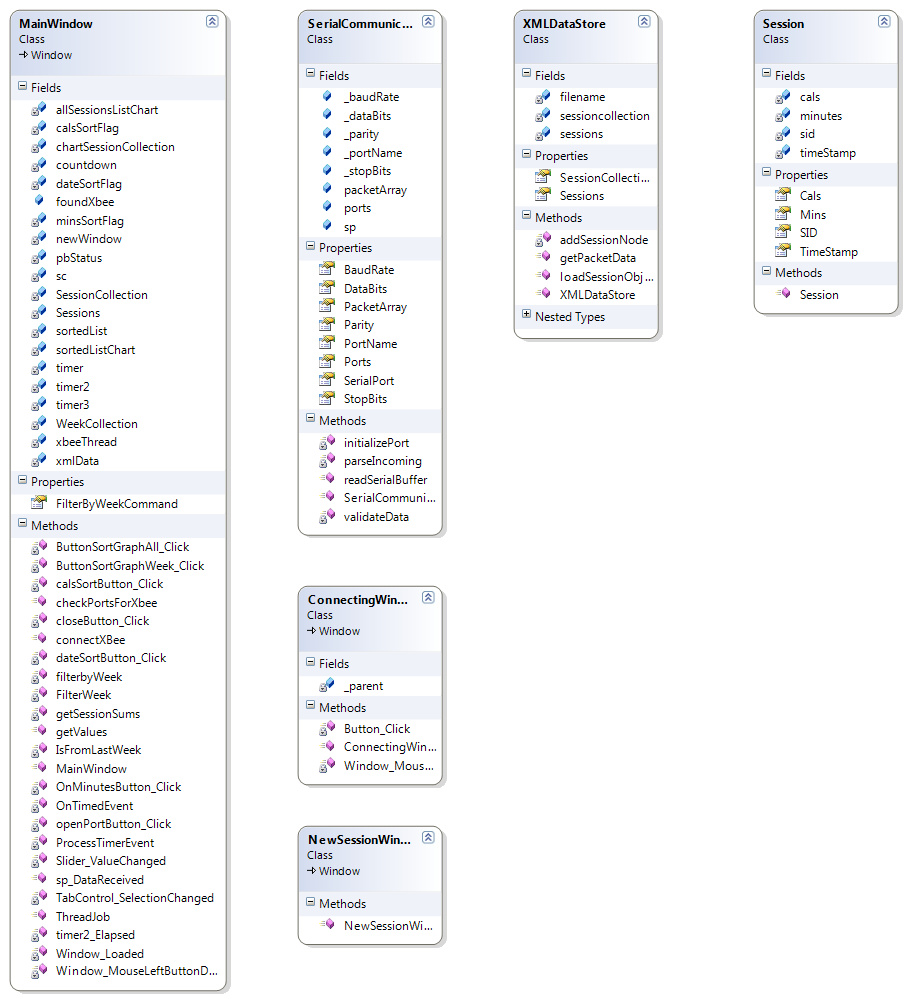 MainWindow
Class
Window
Fields
allSessionsListChart
calsSortFlag
chartSessionCollection
countdown
dateSortFlag
foundXbee
minsSortFlag
newWindow
pbStatus
sc
SessionCollection
Sessions
sortedList
sortedListChart
timer
timer2
timer3
WeekCollection
xbeeThread
xmlData
Properties
FilterByWeekCommand
Methods
ButtonSortGraphAll_Click
ButtonSortGraphWeek_Click
calsSortButton_Click
checkPortsForXbee
closeButton_Click
connectXBee
dateSortButton_Click
filterbyWeek
FilterWeek
getSessionSums
getValues
IsFromLastWeek
MainWindow
OnMinutesButton_Click
OnTimedEvent
openPortButton_Click
ProcessTimerEvent
Slider_ValueChanged
sp_DataReceived
TabControl_SelectionChanged
ThreadJob
timer2_Elapsed
Window_Loaded
Window_MouseLeftButtonD...
SerialCommunic...
Class
Fields
_baudRate
_dataBits
_parity
_portName
_stopBits
packetArray
ports
sp
Properties
BaudRate
DataBits
PacketArray
Parity
PortName
Ports
SerialPort
StopBits
Methods
initializePort
parseIncoming
readSerialBuffer
SerialCommuni...
validateData
ConnectingWin...
Class
Window
Fields
_parent
Methods
Button_Click
ConnectingWin...
Window_Mous...
NewSessionWin...
Class
Window
Methods
NewSessionWi...
XMLDataStore
Class
Fields
filename
sessioncollection
sessions
Properties
SessionCollecti...
Sessions
Methods
addSessionNode
getPacketData
loadSessionObj...
XMLDataStore
Nested Types
Session
Class
Fields
cals
minutes
sid
timeStamp
Properties
Cals
Mins
SID
TimeStamp
Methods
Session